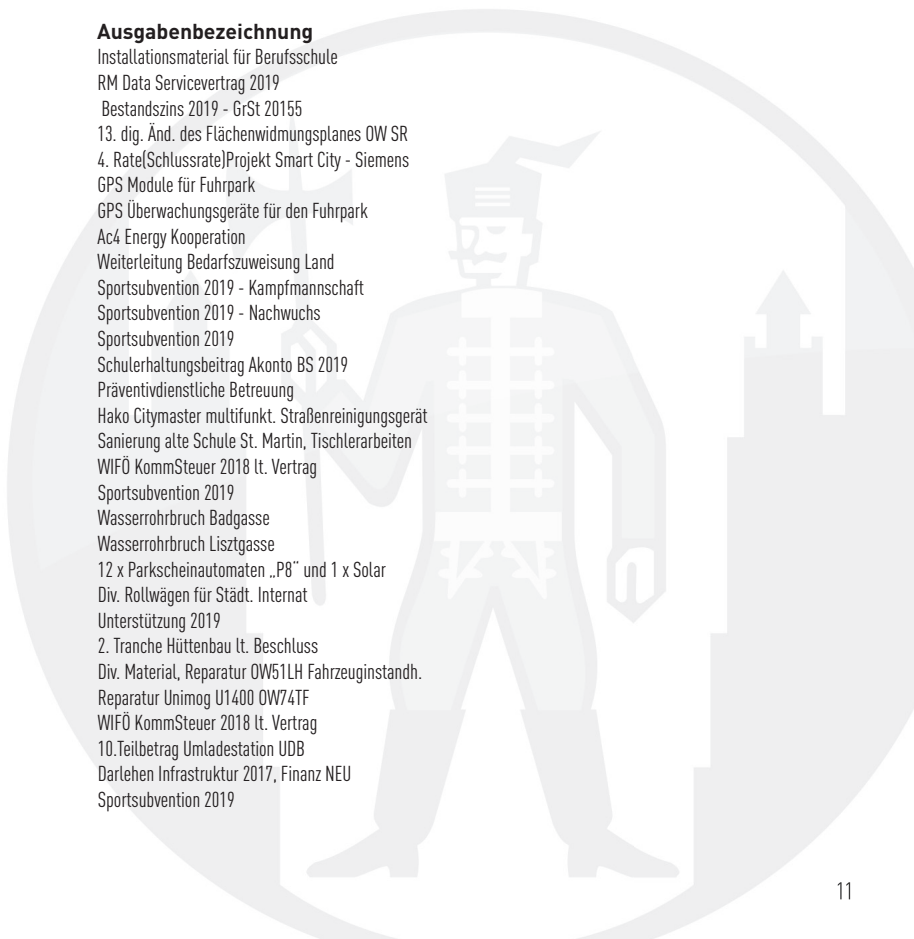 Ausgabenbezeichnung
Installationsmaterial für Berufsschule
RM Data Servicevertrag 2019
Bestandszins 2019 - GrSt 20155
13. dig. Änd. des Flächenwidmungsplanes OW SR
4. Rate(Schlussrate)Projekt Smart City - Siemens
GPS Module für Fuhrpark
GPS Überwachungsgeräte für den Fuhrpark
Ac4 Energy Kooperation
Weiterleitung Bedarfszuweisung Land
Sportsubvention 2019 - Kampfmannschaft
Sportsubvention 2019 - Nachwuchs
Sportsubvention 2019
Schulerhaltungsbeitrag Akonto BS 2019
Präventivdienstliche Betreuung
Hako Citymaster multifunkt. Straßenreinigungsgerät
Sanierung alte Schule St. Martin, Tischlerarbeiten
WIFÖ KommSteuer 2018 lt. Vertrag
Sportsubvention 2019
Wasserrohrbruch Badgasse
Wasserrohrbruch Lisztgasse
12 x Parkscheinautomaten „P8" und 1 x Solar
Div. Rollwägen für Städt. Internat
Unterstützung 2019
2. Tranche Hüttenbau lt. Beschluss
Div. Material, Reparatur OW51LH Fahrzeuginstandh.
Reparatur Unimog U1400 OW74TF
WIFÖ KommSteuer 2018 lt. Vertrag
10.Teilbetrag Umladestation UDB
Darlehen Infrastruktur 2017, Finanz NEU
Sportsubvention 2019
11